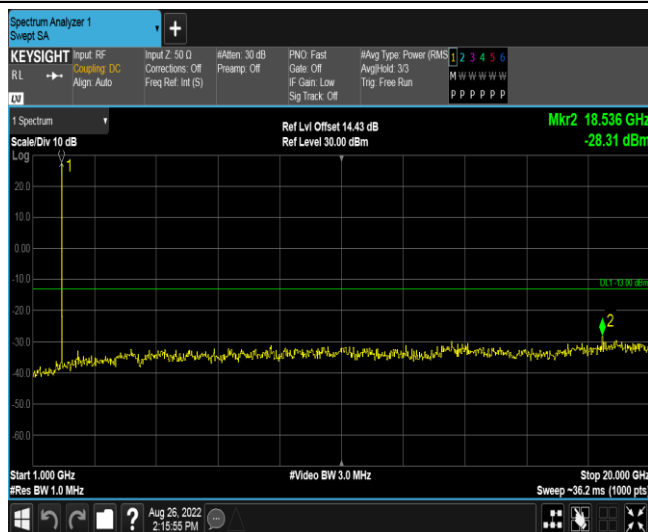 Spectrum Analyzer 1
Swept SA
+
KEYSIGHT
RL
LXI
Input: RF
Coupling: DC
Align: Auto
Input Z: 50 Ω
Corrections: Off
Freq Ref: Int (S)
#Atten: 30 dB
Preamp: Off
PNO: Fast
Gate: Off
IF Gain: Low
Sig Track: Off
#Avg Type: Power (RMS
Avg|Hold: 3/3
Trig: Free Run
1 2 3 4 5 6
M W W W W W
P P P P P P
1 Spectrum
Scale/Div 10 dB
Log
Ref Lvl Offset 14.43 dB
Ref Level 30.00 dBm
Mkr2 18.536 GHz
-28.31 dBm
1
20.0
10.0
0.00
-10.0
DL1 -13.00 dBm
-20.0
2
-30.0
-40.0
-50.0
-60.0
Start 1.000 GHz
#Video BW 3.0 MHz
Stop 20.000 GHz
#Res BW 1.0 MHz
Sweep ~36.2 ms (1000 pts)
?
Aug 26, 2022
2:15:55 PM